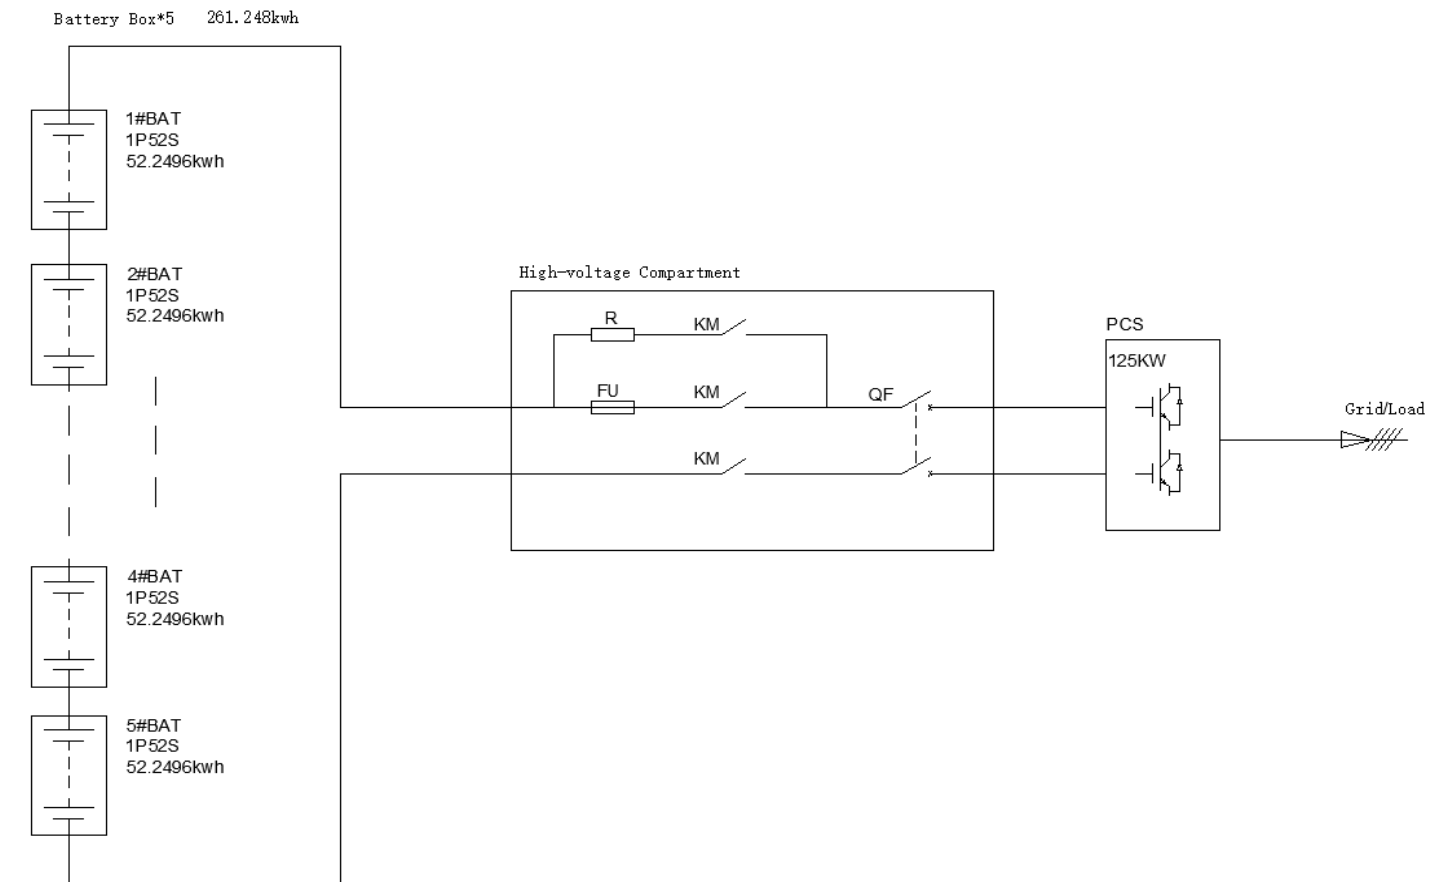 Battery Box*5 261.248kwh
1#BAT
1P52S
52.2496kwh
2#BAT
1P52S
52.2496kwh
High-voltage Compartment
R
KM
FU
KM
QF
KM
PCS
125KW
Grid/Load
4#BAT
1P52S
52.2496kwh
5#BAT
1P52S
52.2496kwh